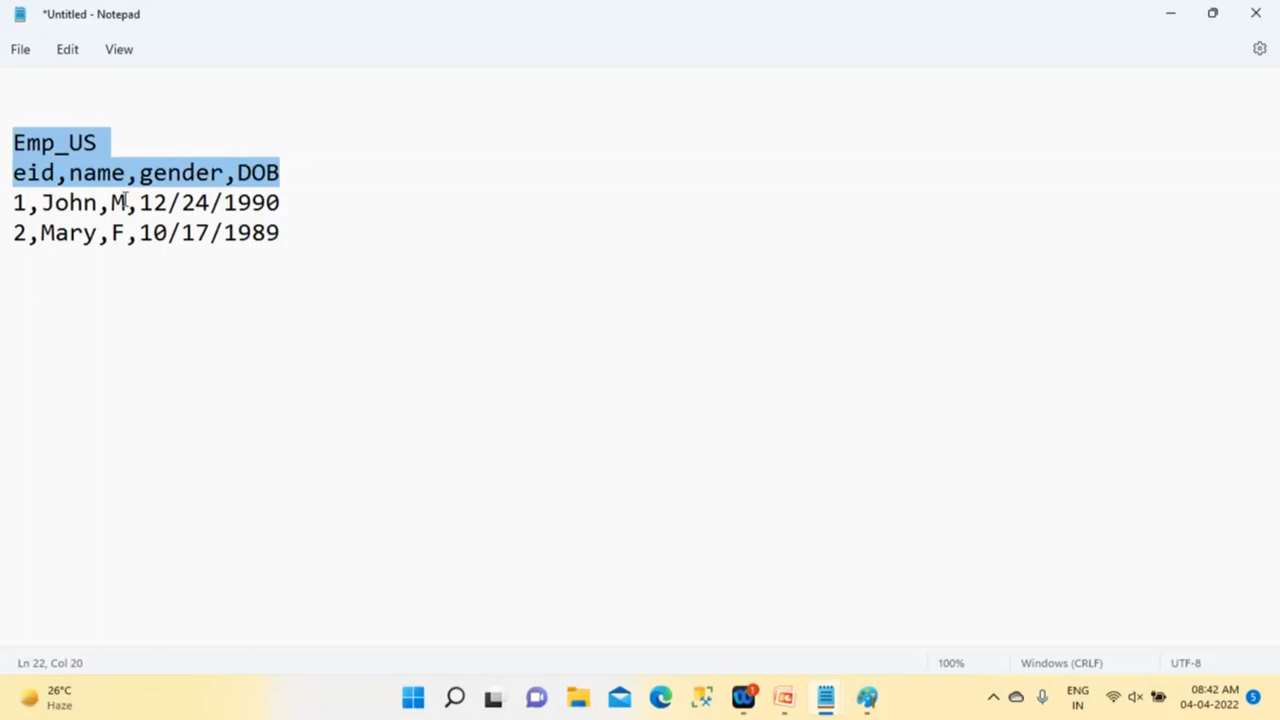 *Untitled - Notepad
File Edit View
Emp_US
eid,name,gender,DOB
1,John,M,12/24/1990
2,Mary,F,10/17/1989
Ln 22, Col 20 100% Windows (CRLF) UTF-8
26°C
Haze
1
ENG
IN
08:42 AM
04-04-2022
5